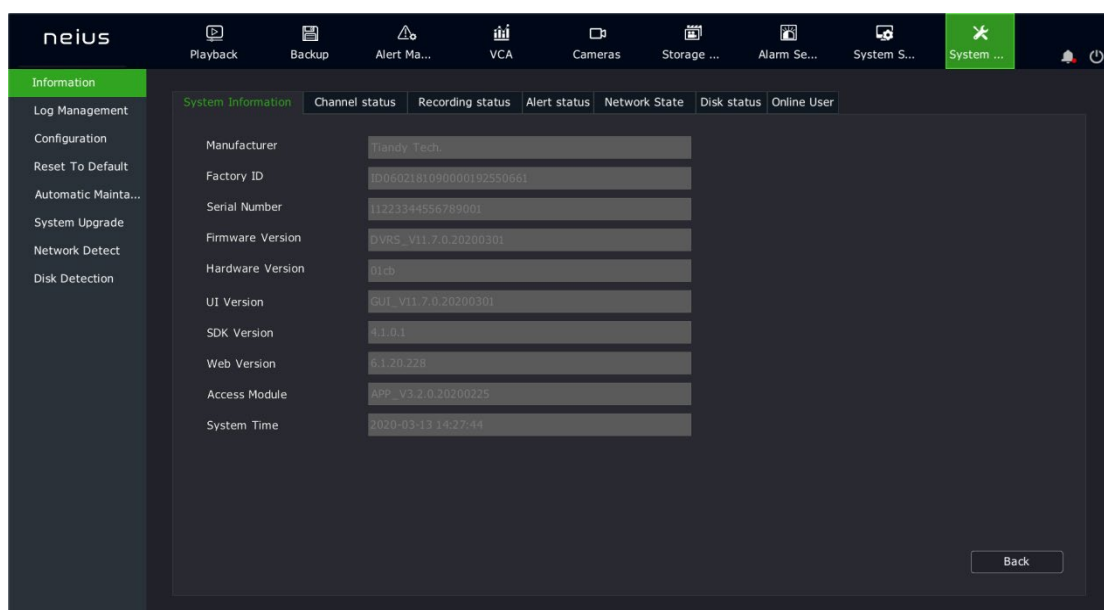 neius
Playback Backup Alert Ma... VCA Cameras Storage ... Alarm Se... System S... System ...
Information
Log Management
Configuration
Reset To Default
Automatic Mainta...
System Upgrade
Network Detect
Disk Detection
System Information Channel status Recording status Alert status Network State Disk status Online User
Manufacturer Tiandy Tech.
Factory ID ID0602181090000192550661
Serial Number 11223344556789001
Firmware Version DVRS_V11.7.0.20200301
Hardware Version 01cb
UI Version GUI_V11.7.0.20200301
SDK Version 4.1.0.1
Web Version 6.1.20.228
Access Module APP_V3.2.0.20200225
System Time 2020-03-13 14:27:44
Back